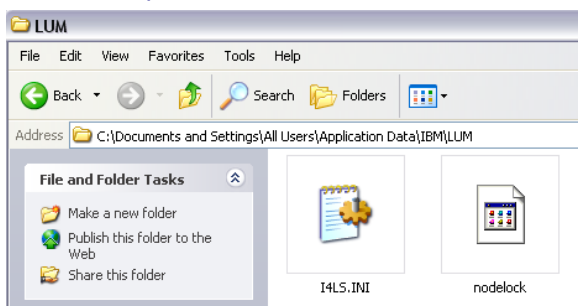 LUM
File Edit View Favorites Tools Help
Back Search Folders
Address C:\Documents and Settings\All Users\Application Data\IBM\LUM
File and Folder Tasks
Make a new folder
Publish this folder to the
Web
Share this folder
I4LS.INI nodelock